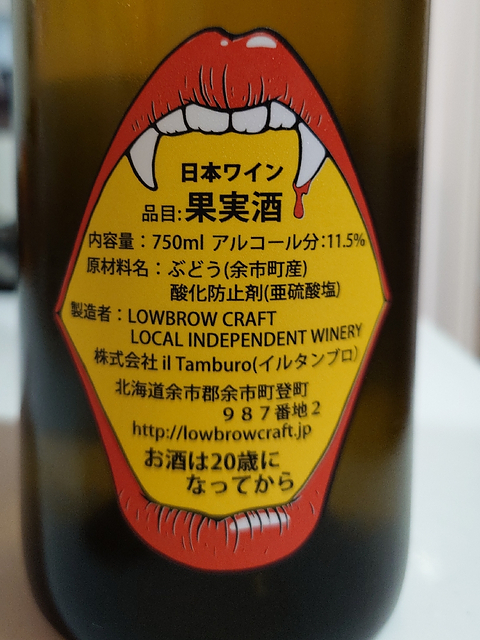 日本ワイン
品目:果実酒
内容量：750ml アルコール分:11.5%
原材料名：ぶどう(余市町産)
酸化防止剤(亜硫酸塩)
製造者：LOWBROW CRAFT
LOCAL INDEPENDENT WINERY
株式会社 il Tamburo(イルタンブロ)
北海道余市郡余市町登町
９８７番地２
http://lowbrowcraft.jp
お酒は20歳に
なってから